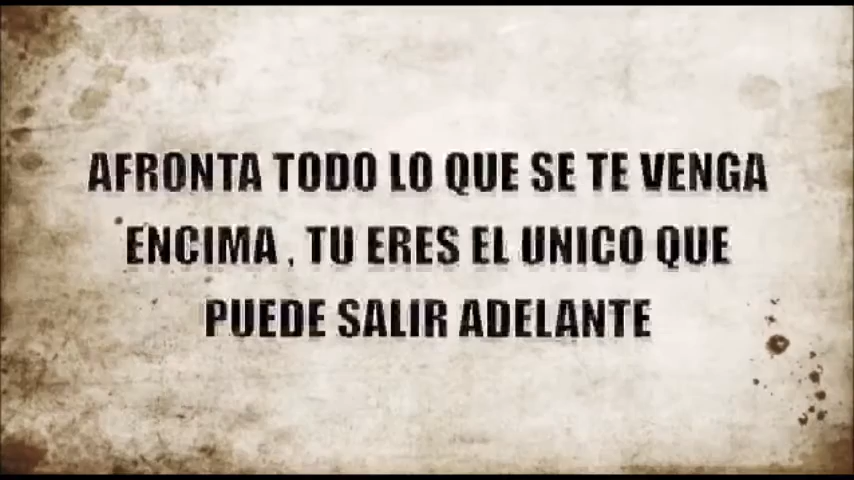 AFRONTA TODO LO QUE SE TE VENGA
ENCIMA , TU ERES EL UNICO QUE
PUEDE SALIR ADELANTE